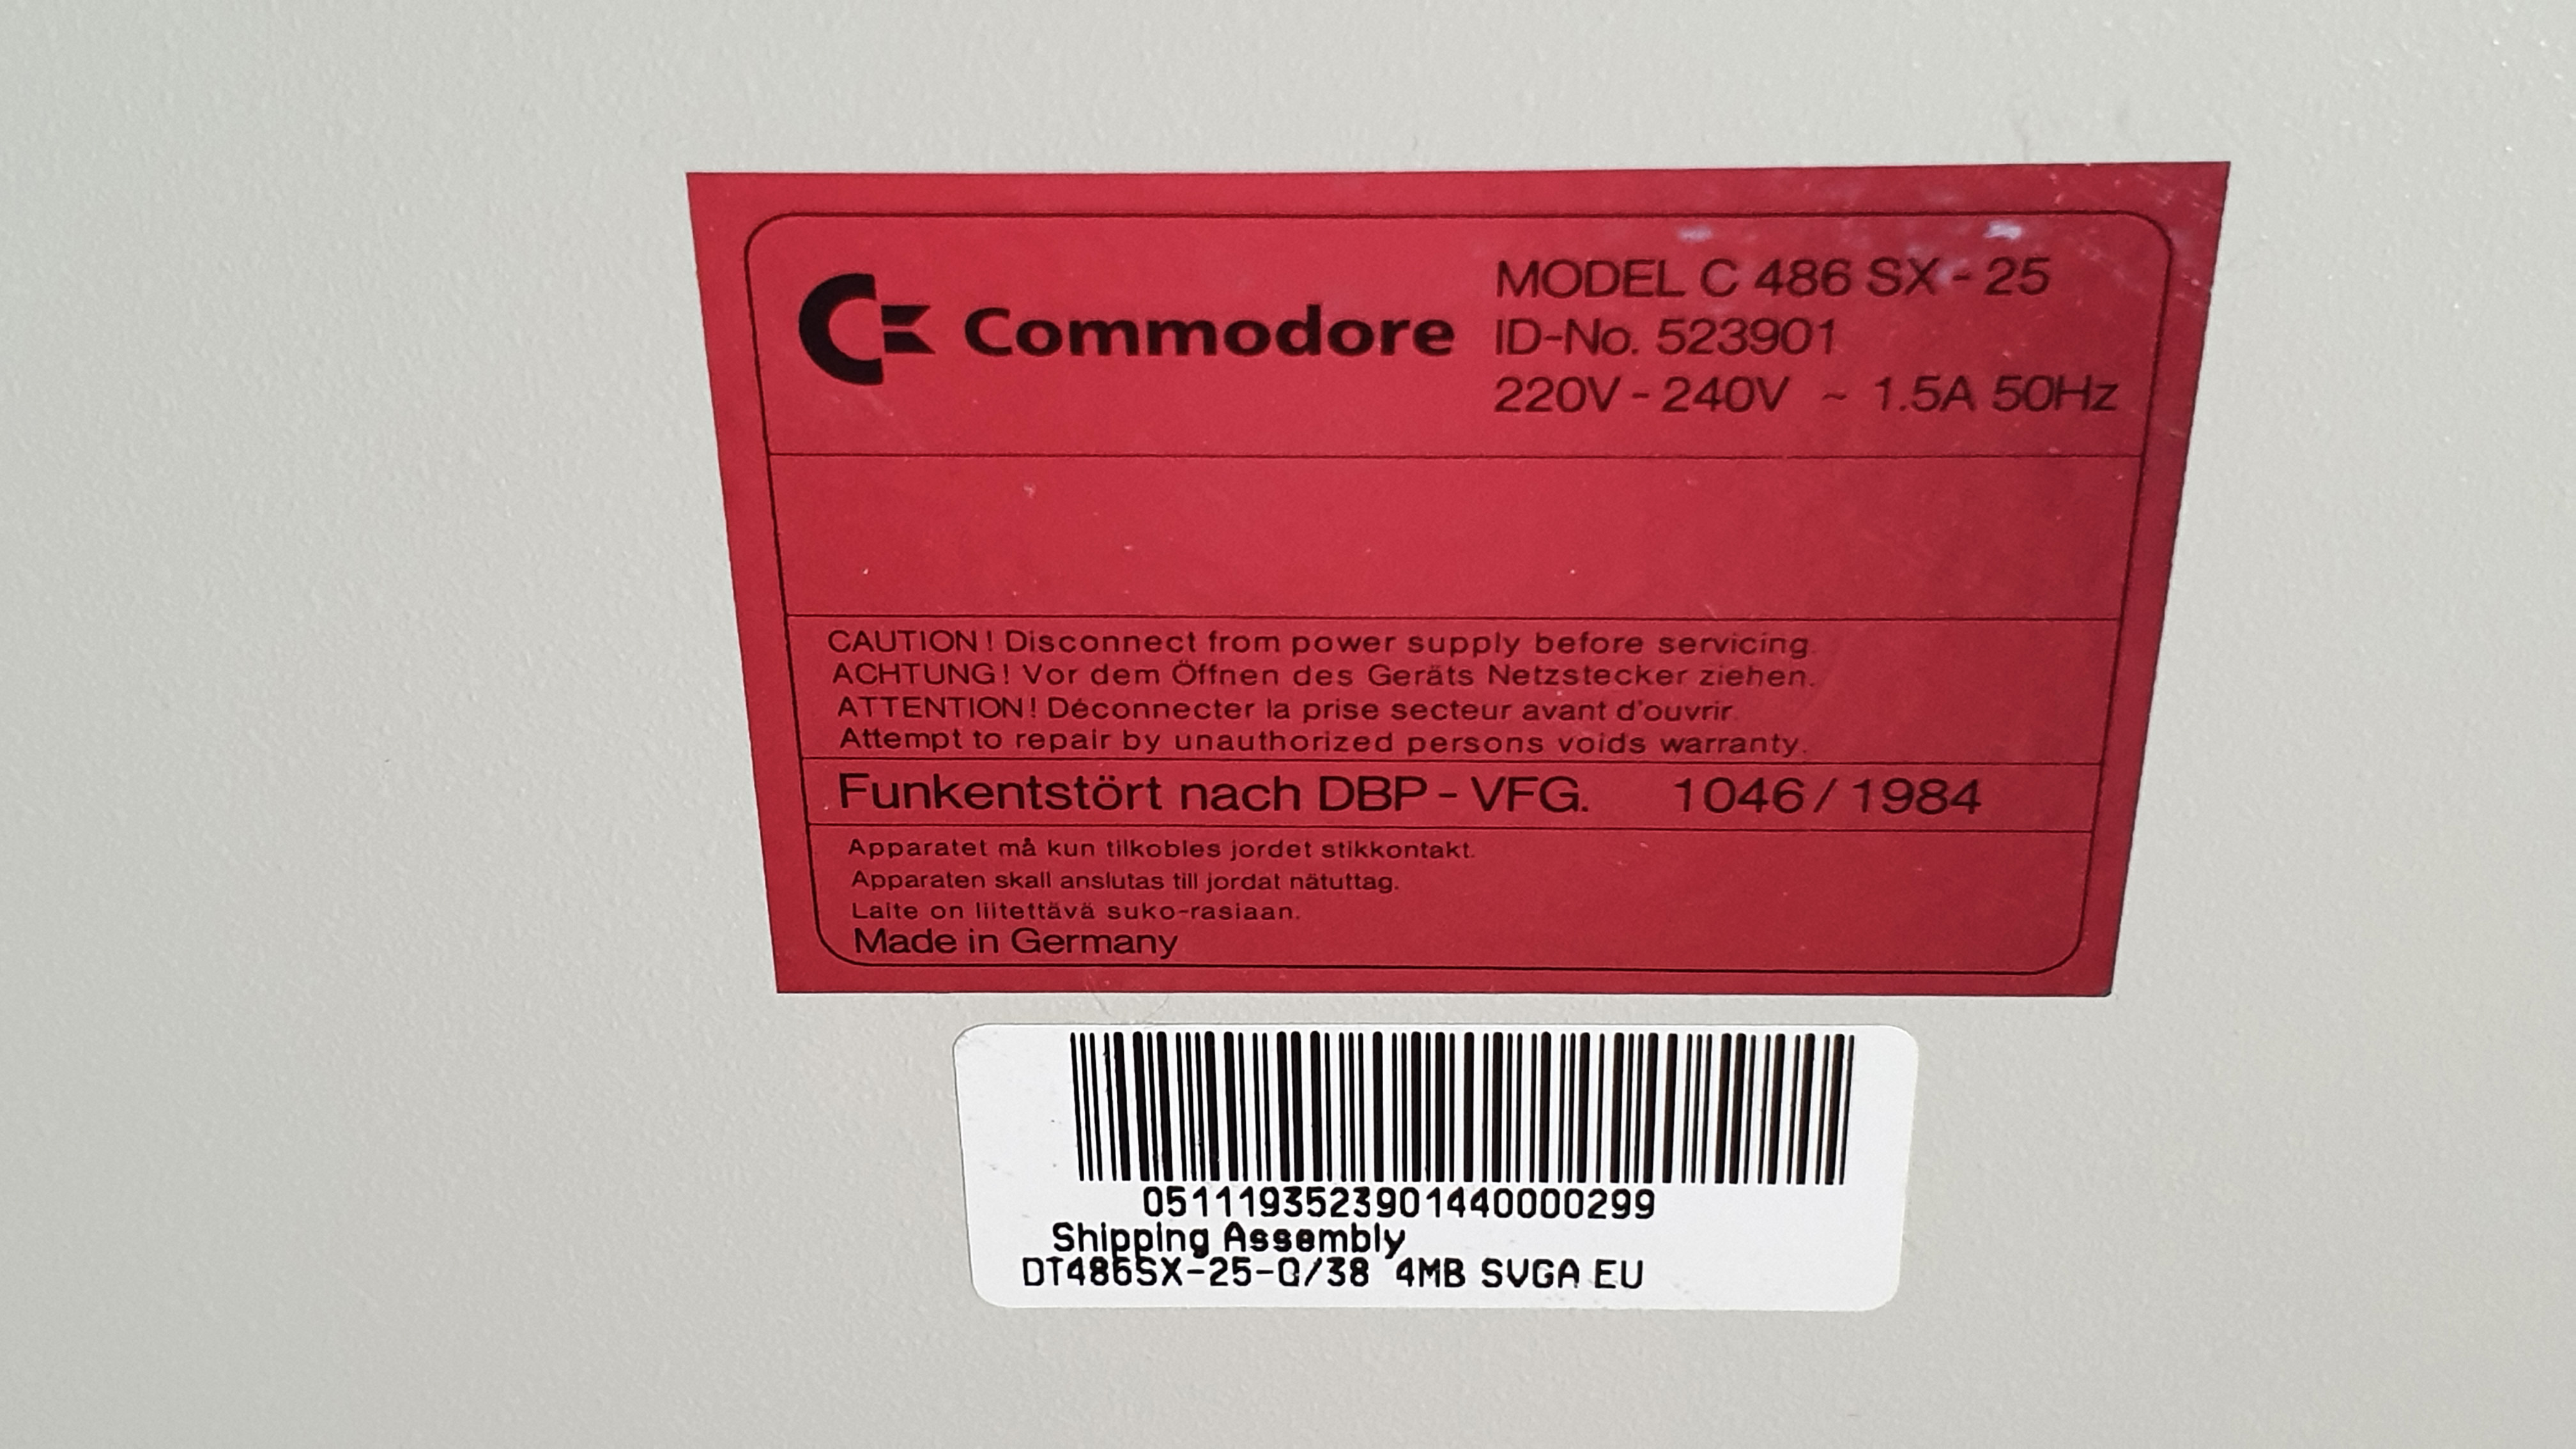 Commodore
MODEL C 486 SX - 25
ID-No. 523901
220V - 240V ~ 1.5A 50Hz
CAUTION! Disconnect from power supply before servicing.
ACHTUNG! Vor dem Öffnen des Geräts Netzstecker ziehen.
ATTENTION! Déconnecter la prise secteur avant d'ouvrir.
Attempt to repair by unauthorized persons voids warranty.
Funkentstört nach DBP - VFG. 1046 / 1984
Apparatet må kun tilkobles jordet stikkontakt.
Apparaten skall anslutas till jordat nätuttag.
Laite on liitettävä suko-rasiaan.
Made in Germany
0511193523901440000299
Shipping Assembly
DT486SX-25-Q/38 4MB SVGA EU